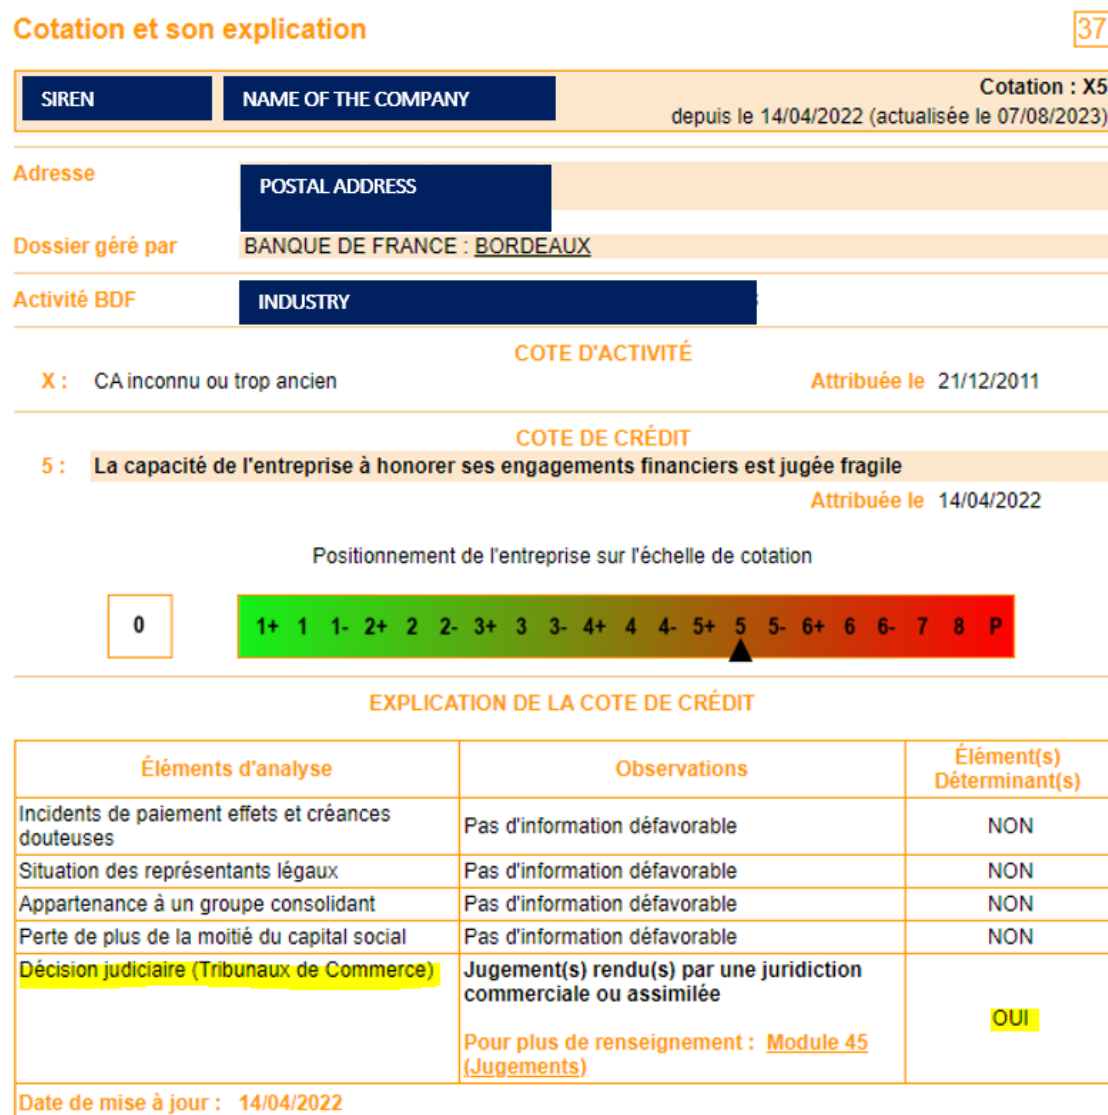 Cotation et son explication
37
SIREN
NAME OF THE COMPANY
Cotation : X5
depuis le 14/04/2022 (actualisée le 07/08/2023)
Adresse
POSTAL ADDRESS
Dossier géré par
BANQUE DE FRANCE : BORDEAUX
Activité BDF
INDUSTRY
COTE D'ACTIVITÉ
X : CA inconnu ou trop ancien
Attribuée le 21/12/2011
COTE DE CRÉDIT
5 : La capacité de l'entreprise à honorer ses engagements financiers est jugée fragile
Attribuée le 14/04/2022
Positionnement de l'entreprise sur l'échelle de cotation
0
1+ 1 1- 2+ 2 2- 3+ 3 3- 4+ 4 4- 5+ 5 5- 6+ 6 6- 7 8 P
EXPLICATION DE LA COTE DE CRÉDIT
Éléments d'analyse
Observations
Élément(s)
Déterminant(s)
Incidents de paiement effets et créances
douteuses
Pas d'information défavorable
NON
Situation des représentants légaux
Pas d'information défavorable
NON
Appartenance à un groupe consolidant
Pas d'information défavorable
NON
Perte de plus de la moitié du capital social
Pas d'information défavorable
NON
Décision judiciaire (Tribunaux de Commerce)
Jugement(s) rendu(s) par une juridiction
commerciale ou assimilée
Pour plus de renseignement : Module 45
(Jugements)
OUI
Date de mise à jour : 14/04/2022